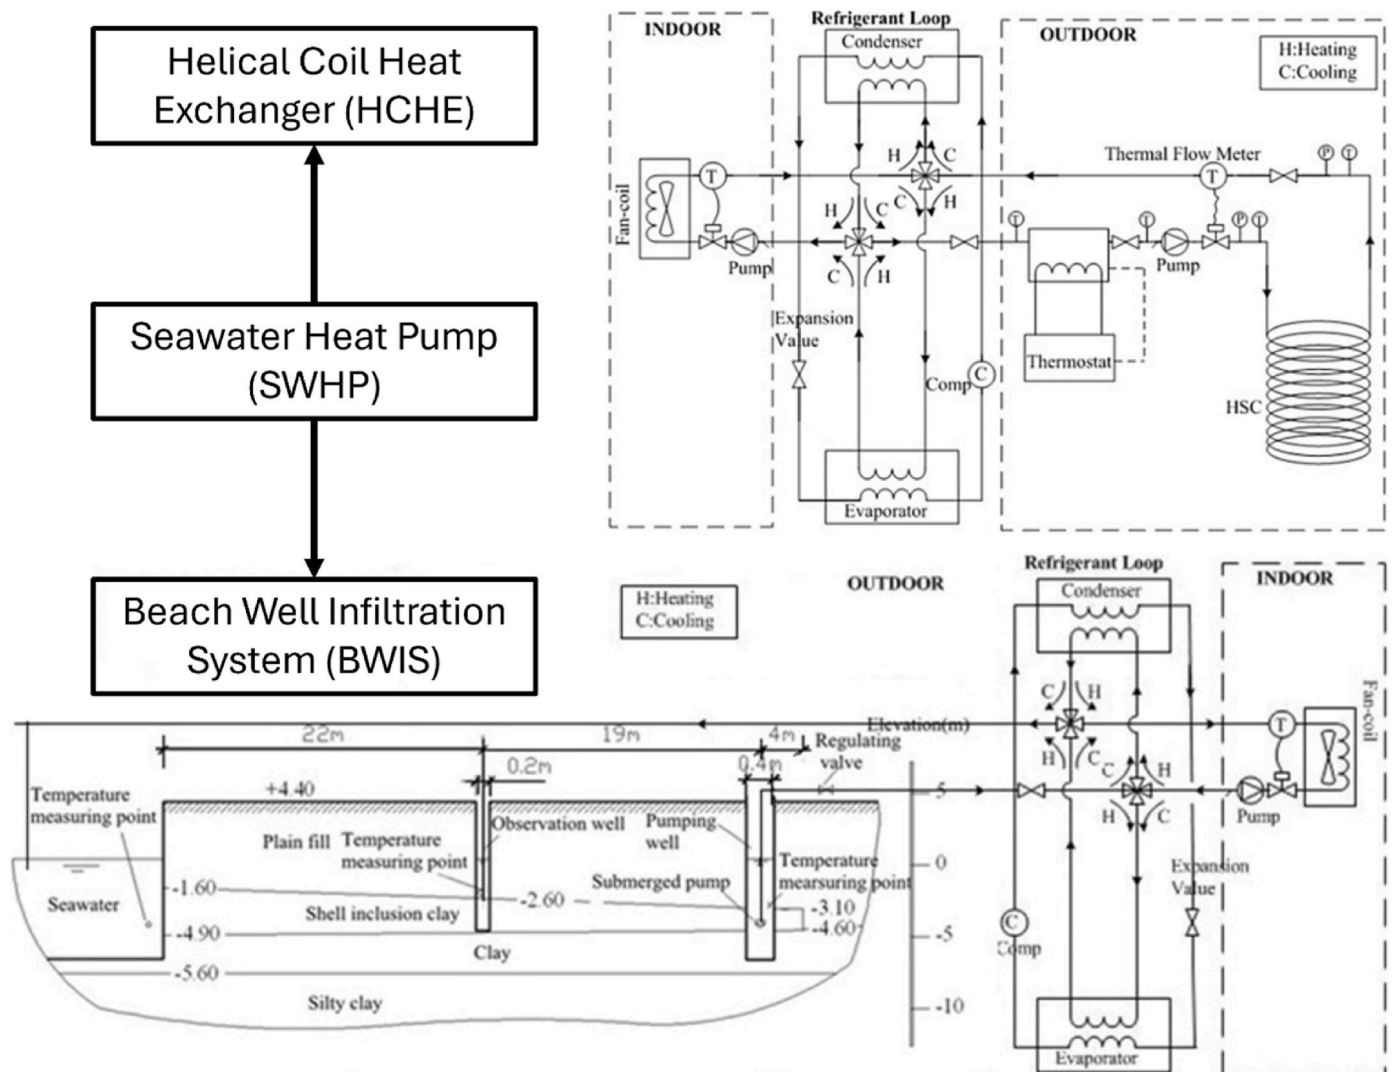 Helical Coil Heat
Exchanger (HCHE)
Seawater Heat Pump
(SWHP)
Beach Well Infiltration
System (BWIS)
INDOOR
Refrigerant Loop
Condenser
OUTDOOR
H:Heating
C:Cooling
Thermal Flow Meter
P
T
H
C
T
T
Fan-coil
C
H
H
C
T
T
P
T
Pump
C
H
Pump
Expansion
Value
Thermostat
Comp
C
HSC
Evaporator
Refrigerant Loop
OUTDOOR
INDOOR
H:Heating
C:Cooling
Condenser
C
H
Fan-coil
Elevation(m)
T
22m
19m
4m
Regulating
valve
H
C
C
H
0.2m
0.4m
+4.40
5
H
C
Pump
Temperature
measuring point
Plain fill
Temperature
measuring point
Observation well
Pumping
well
Temperature
mearsuring point
0
Expansion
Value
Submerged pump
-1.60
-2.60
-3.10
Seawater
Shell inclusion clay
-4.60
-4.90
-5
C
Comp
Clay
-5.60
Silty clay
-10
Evaporator